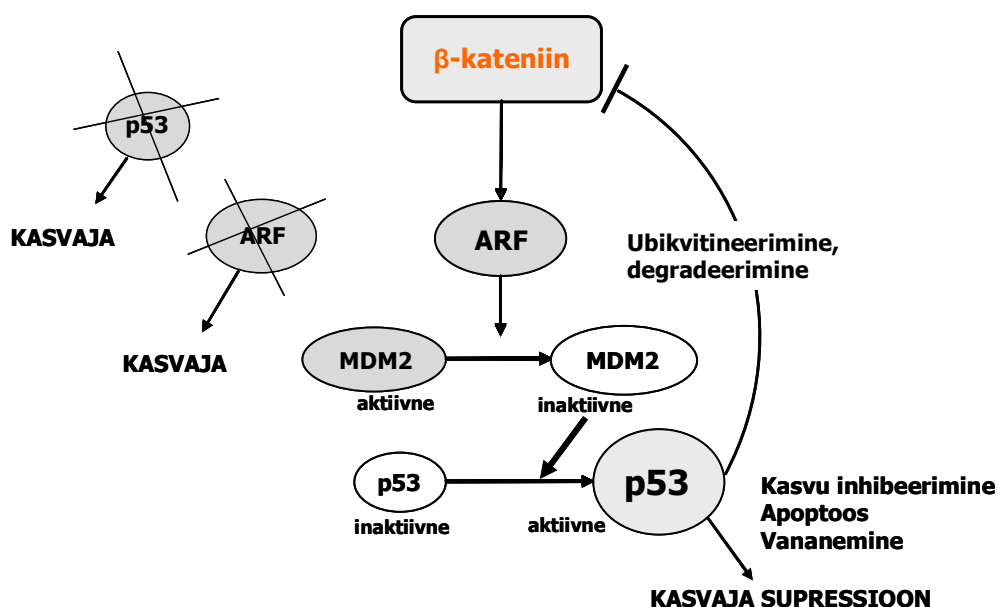 β-kateniin
p53
KASVAJA
ARF
KASVAJA
ARF
Ubikvitineerimine,
degradeerimine
MDM2
aktiivne
MDM2
inaktiivne
p53
inaktiivne
aktiivne
p53
Kasvu inhibeerimine
Apoptoos
Vananemine
KASVAJA SUPRESSIOON